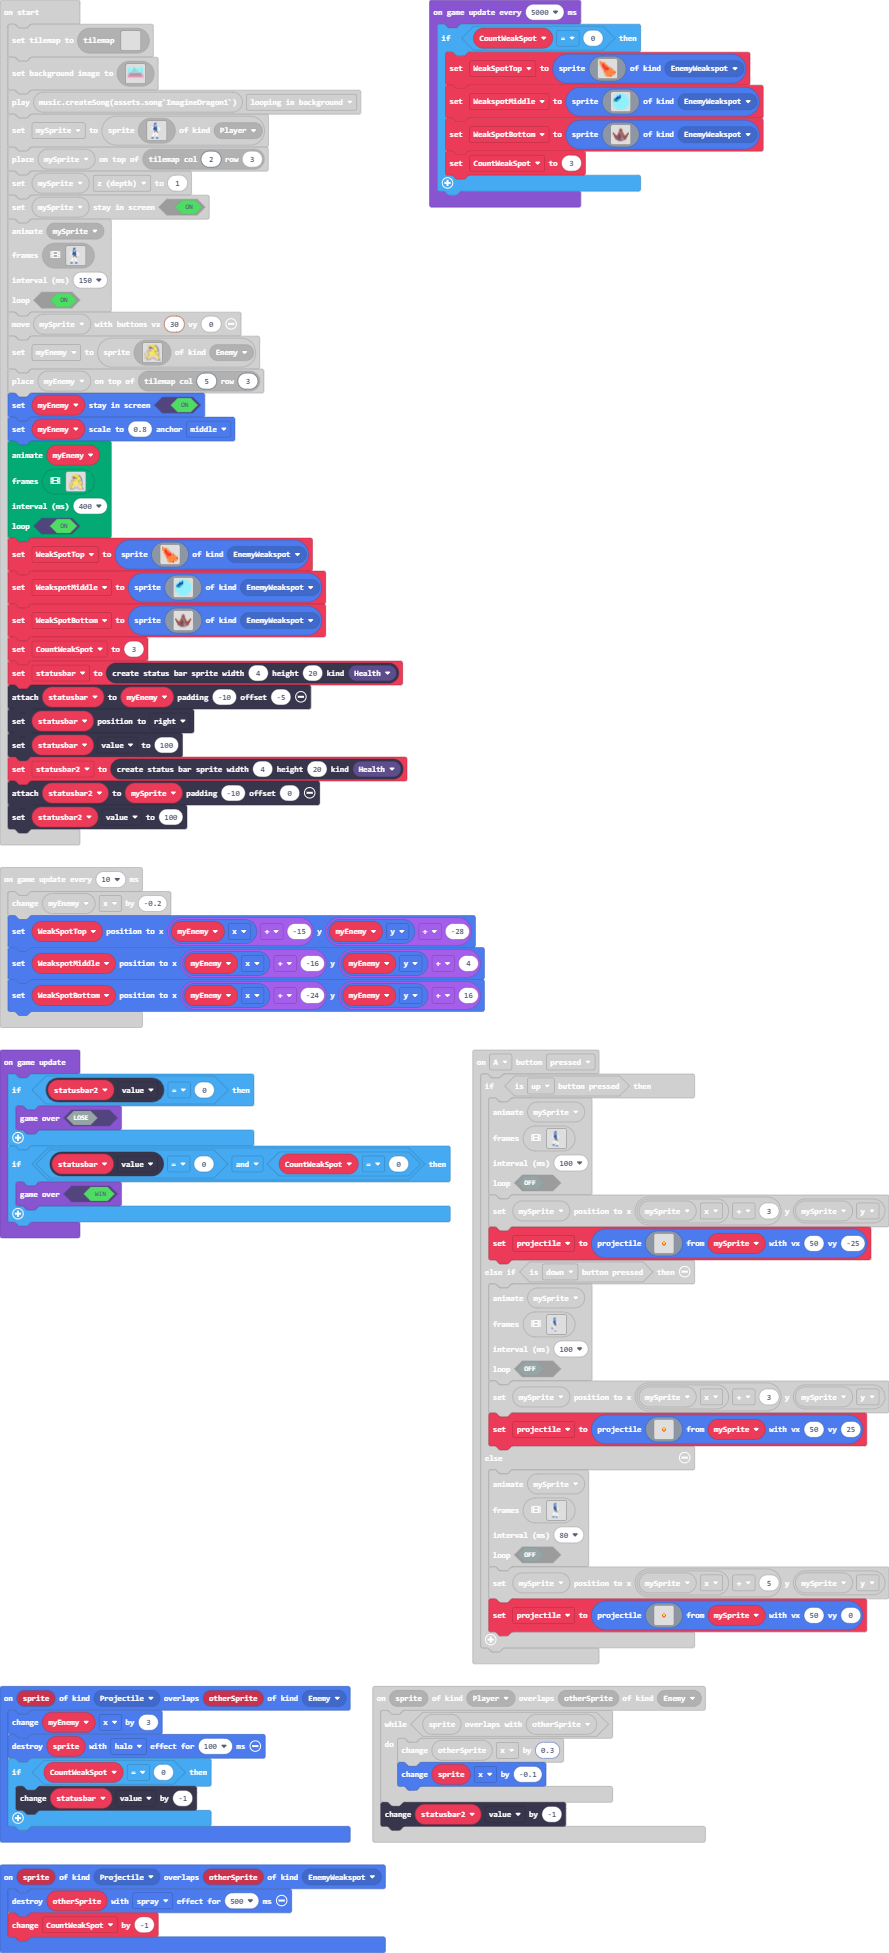 on start
set tilemap to tilemap
set background image to
play music.createSong(assets.song`ImagineDragon1`) looping in background
set mySprite to sprite of kind Player
place mySprite on top of tilemap col 2 row 3
set mySprite z (depth) to 1
set mySprite stay in screen ON
animate mySprite
frames
interval (ms) 150
loop ON
move mySprite with buttons vx 30 vy 0
set myEnemy to sprite of kind Enemy
place myEnemy on top of tilemap col 5 row 3
set myEnemy stay in screen ON
set myEnemy scale to 0.8 anchor middle
animate myEnemy
frames
interval (ms) 400
loop ON
set WeakSpotTop to sprite of kind EnemyWeakspot
set WeakspotMiddle to sprite of kind EnemyWeakspot
set WeakSpotBottom to sprite of kind EnemyWeakspot
set CountWeakSpot to 3
set statusbar to create status bar sprite width 4 height 20 kind Health
attach statusbar to myEnemy padding -10 offset -5
set statusbar position to right
set statusbar value to 100
set statusbar2 to create status bar sprite width 4 height 20 kind Health
attach statusbar2 to mySprite padding -10 offset 0
set statusbar2 value to 100
on game update every 5000 ms
if CountWeakSpot = 0 then
set WeakSpotTop to sprite of kind EnemyWeakspot
set WeakspotMiddle to sprite of kind EnemyWeakspot
set WeakSpotBottom to sprite of kind EnemyWeakspot
set CountWeakSpot to 3
on game update every 10 ms
change myEnemy x by -0.2
set WeakSpotTop position to x myEnemy x + -15 y myEnemy y + -28
set WeakspotMiddle position to x myEnemy x + -16 y myEnemy y + 4
set WeakSpotBottom position to x myEnemy x + -24 y myEnemy y + 16
on game update
if statusbar2 value = 0 then
game over LOSE
if statusbar value = 0 and CountWeakSpot = 0 then
game over WIN
on A button pressed
if is up button pressed then
animate mySprite
frames
interval (ms) 100
loop OFF
set mySprite position to x mySprite x + 3 y mySprite y
set projectile to projectile from mySprite with vx 50 vy -25
else if is down button pressed then
animate mySprite
frames
interval (ms) 100
loop OFF
set mySprite position to x mySprite x + 3 y mySprite y
set projectile to projectile from mySprite with vx 50 vy 25
else
animate mySprite
frames
interval (ms) 80
loop OFF
set mySprite position to x mySprite x + 5 y mySprite y
set projectile to projectile from mySprite with vx 50 vy 0
on sprite of kind Projectile overlaps otherSprite of kind Enemy
change myEnemy x by 3
destroy sprite with halo effect for 100 ms
if CountWeakSpot = 0 then
change statusbar value by -1
on sprite of kind Player overlaps otherSprite of kind Enemy
while sprite overlaps with otherSprite
do change otherSprite x by 0.3
change sprite x by -0.1
change statusbar2 value by -1
on sprite of kind Projectile overlaps otherSprite of kind EnemyWeakspot
destroy otherSprite with spray effect for 500 ms
change CountWeakSpot by -1